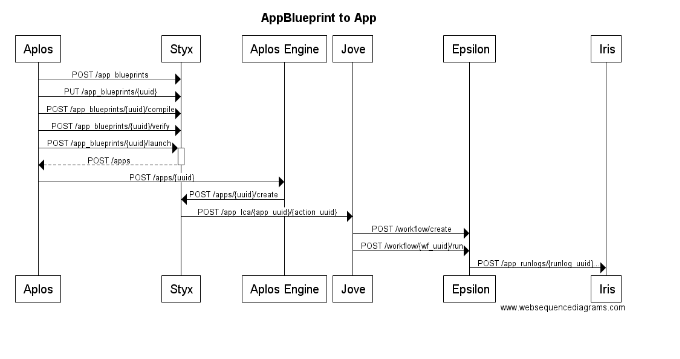 AppBlueprint to App
Aplos Styx Aplos Engine Jove Epsilon Iris
POST /app_blueprints
PUT /app_blueprints/{uuid}
POST /app_blueprints/{uuid}/compile
POST /app_blueprints/{uuid}/verify
POST /app_blueprints/{uuid}/launch
POST /apps
POST /apps/{uuid}
POST /apps/{uuid}/create
POST /app_lca/{app_uuid}/{action_uuid}
POST /workflow/create
POST /workflow/{wf_uuid}/run
POST /app_runlogs/{runlog_uuid}
Aplos Styx Aplos Engine Jove Epsilon Iris
www.websequencediagrams.com